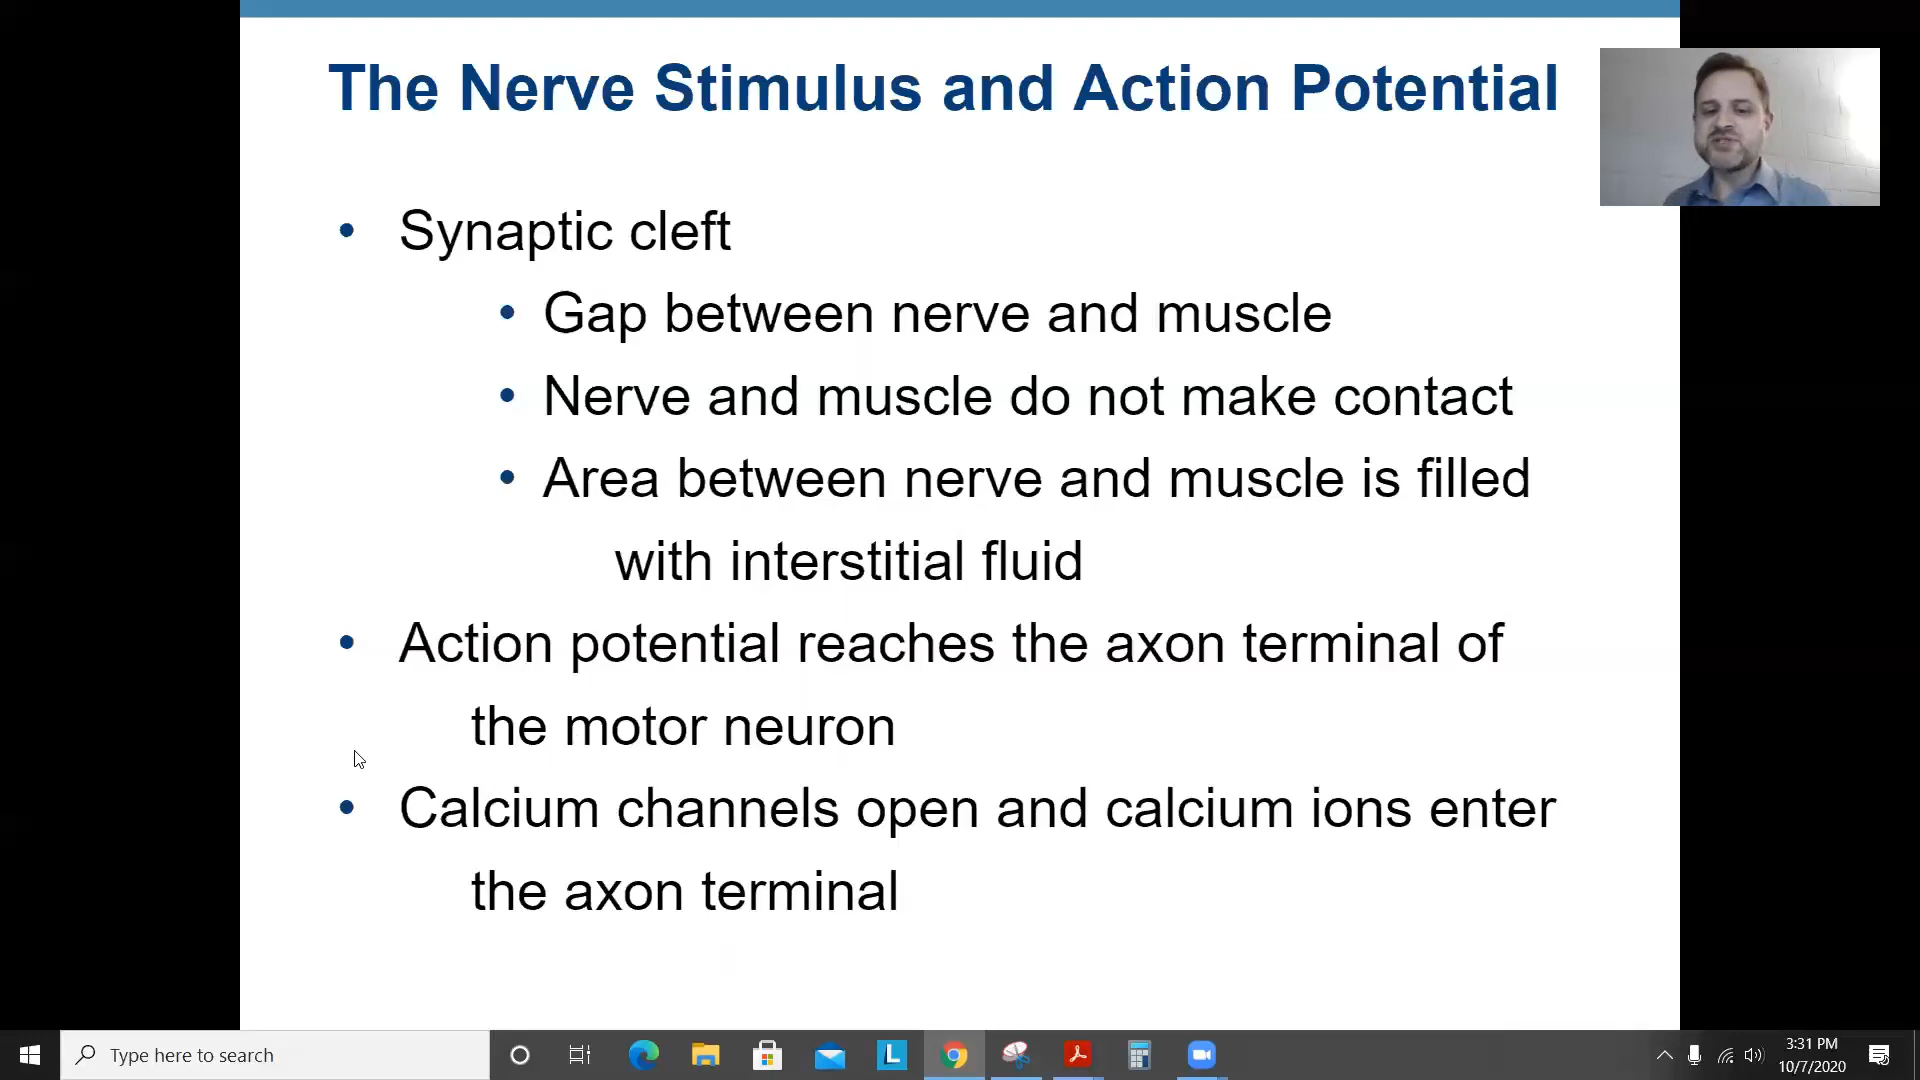 The Nerve Stimulus and Action Potential
• Synaptic cleft
• Gap between nerve and muscle
• Nerve and muscle do not make contact
• Area between nerve and muscle is filled
with interstitial fluid
• Action potential reaches the axon terminal of
the motor neuron
• Calcium channels open and calcium ions enter
the axon terminal
Type here to search
L
3:31 PM
10/7/2020